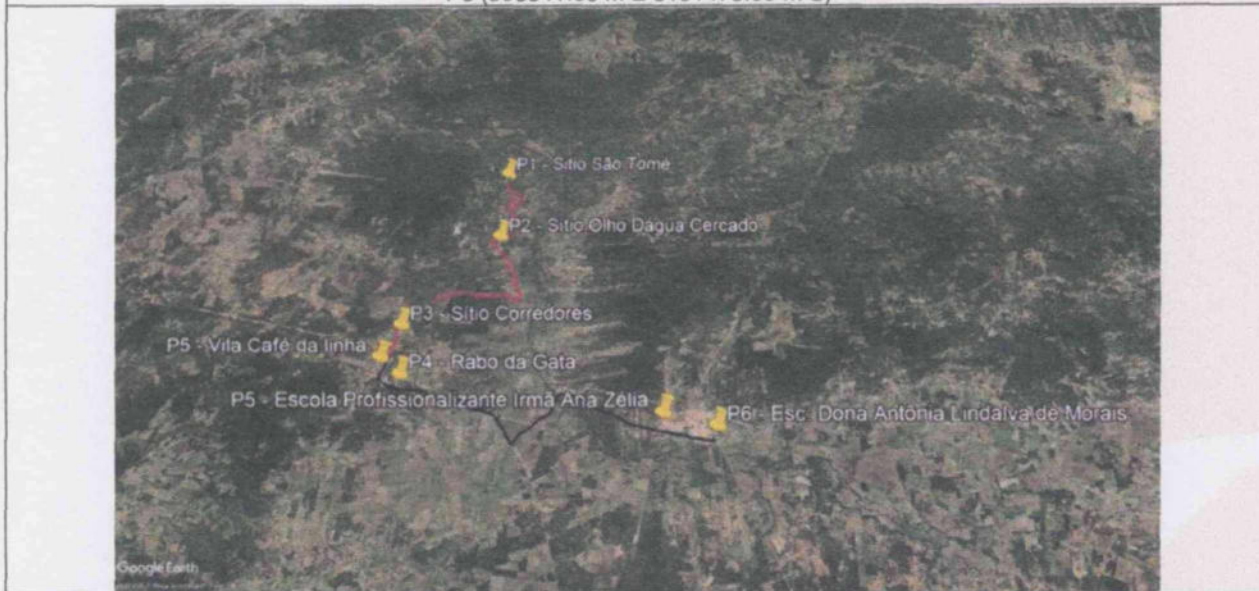 P1 - Sítio São Tomé
P2 - Sítio Olho Dágua Cercado
P3 - Sítio Corredores
P5 - Vila Café da linha
P4 - Rabo da Gata
P5 - Escola Profissionalizante Irmã Ana Zélia
P6 - Esc. Dona Antônia Lindalva de Morais
Google Earth